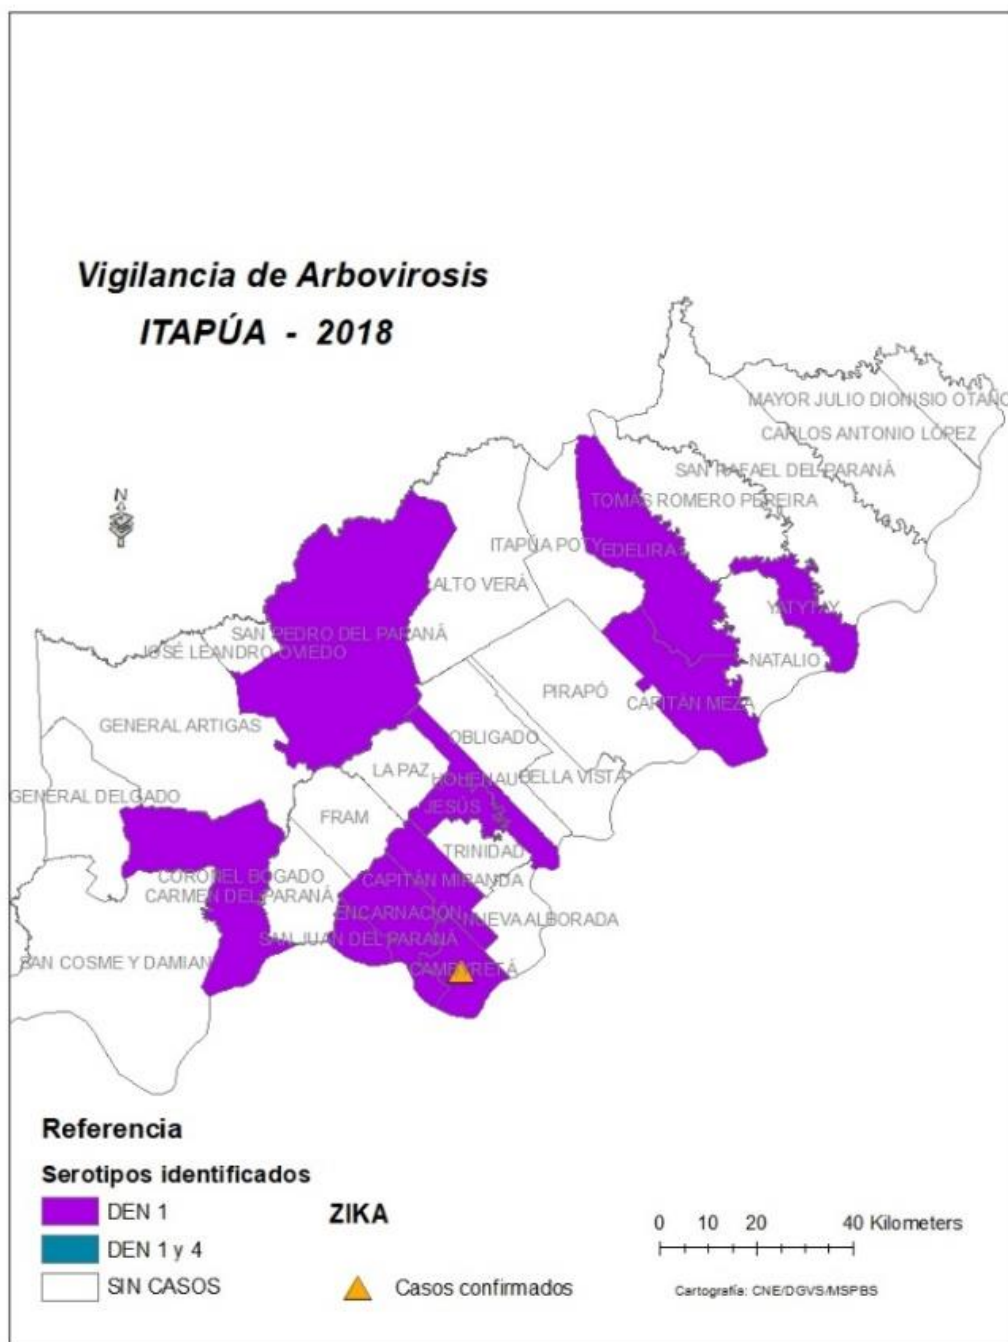 Vigilancia de Arbovirosis
ITAPÚA - 2018
MAYOR JULIO DIONISIO OTAÑO
CARLOS ANTONIO LÓPEZ
SAN RAFAEL DEL PARANÁ
TOMAS ROMERO PEREIRA
N
ITAPÚA POTY
EDELIRA
ALTO VERÁ
YATYTAY
SAN PEDRO DEL PARANÁ
JOSÉ LEANDRO OVIEDO
NATALIO
PIRAPÓ
CAPITÁN MEZA
GENERAL ARTIGAS
OBLIGADO
LA PAZ
HOHENAU
BELLA VISTA
GENERAL DELGADO
JESÚS
FRAM
TRINIDAD
CORONEL BOGADO
CAPITÁN MIRANDA
CARMEN DEL PARANÁ
ENCARNACIÓN
NUEVA ALBORADA
SAN JUAN DEL PARANÁ
SAN COSME Y DAMIAN
CAMBYRETÁ
Referencia
Serotipos identificados
DEN 1
DEN 1 y 4
SIN CASOS
ZIKA
Casos confirmados
0 10 20 40 Kilometers
Cartografía: CNE/DGVS/MSPBS